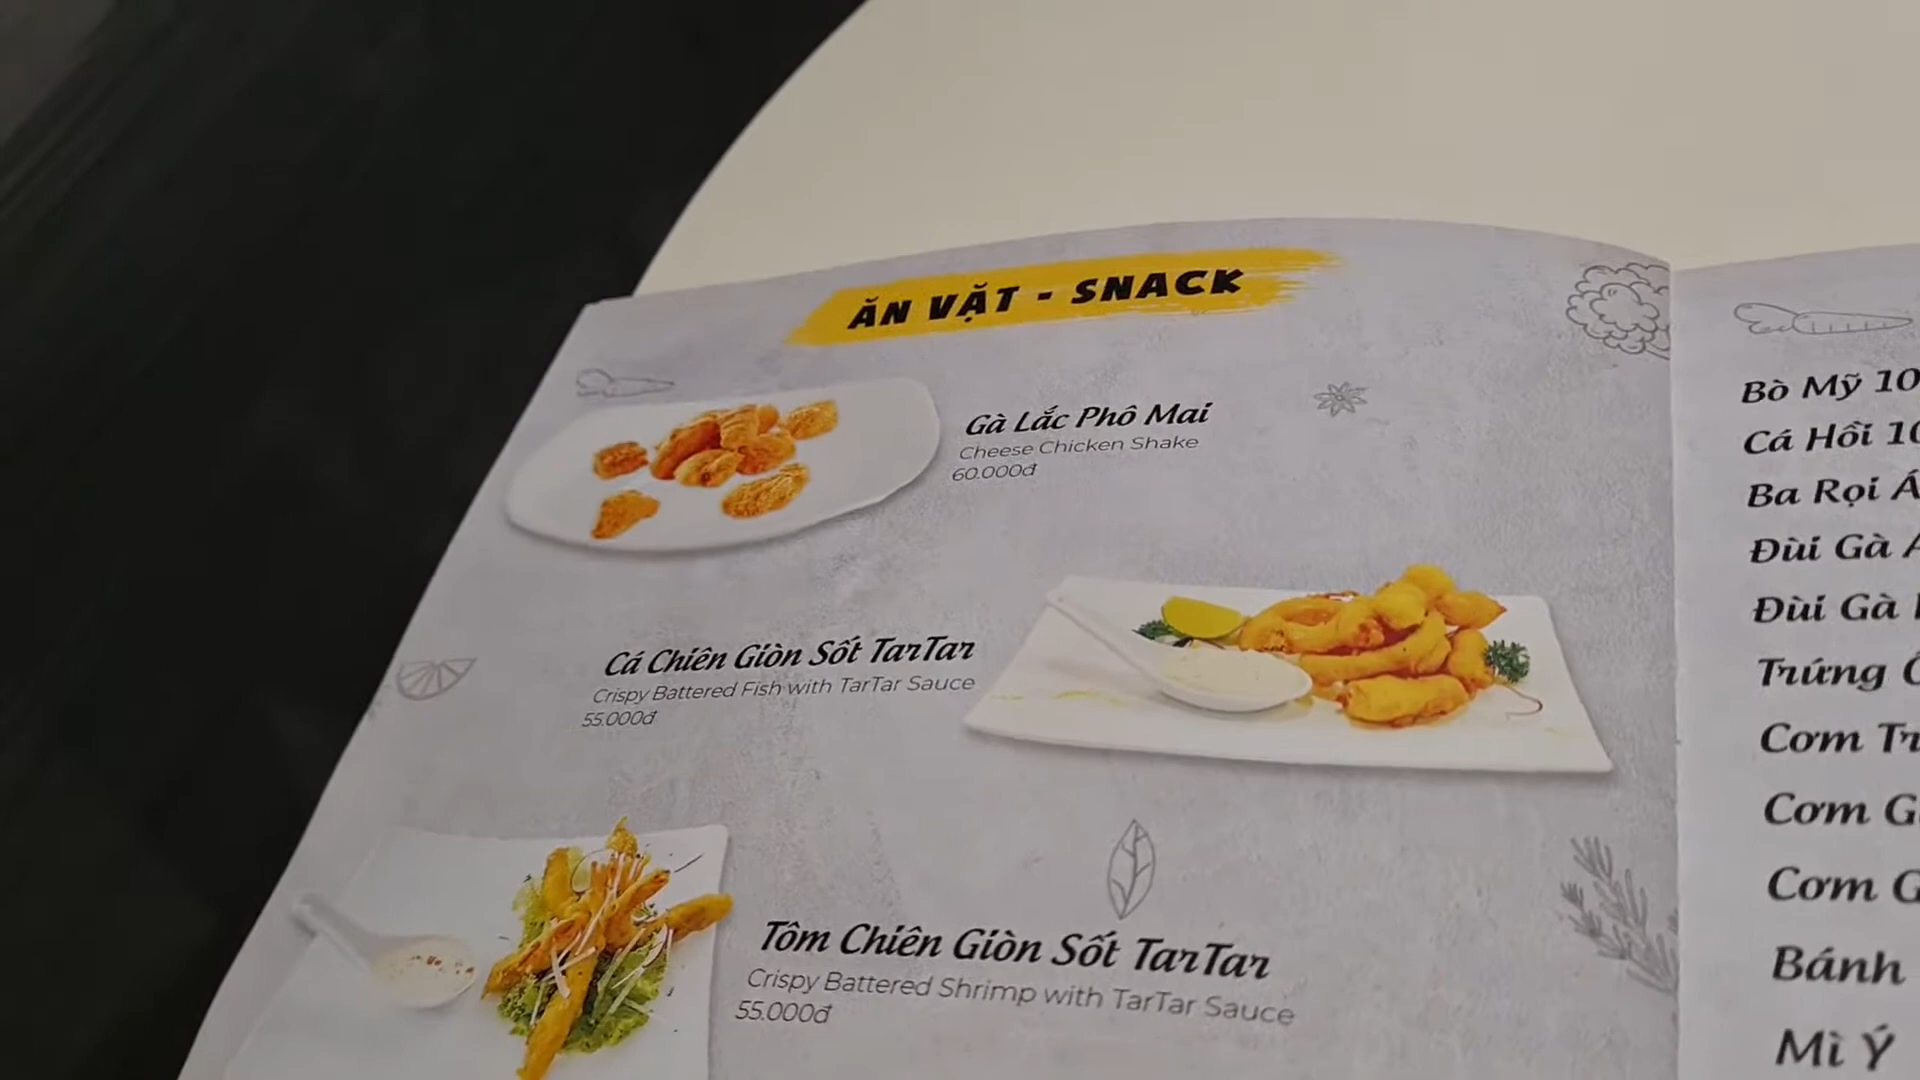 ĂN VẶT - SNACK
Gà Lắc Phô Mai
Cheese Chicken Shake
60.000đ
Cá Chiên Giòn Sốt TarTar
Crispy Battered Fish with TarTar Sauce
55.000đ
Tôm Chiên Giòn Sốt TarTar
Crispy Battered Shrimp with TarTar Sauce
55.000đ
Bò Mỹ 10
Cá Hồi 10
Ba Rọi
Đùi Gà
Đùi Gà
Trứng
Cơm
Cơm
Cơm
Bánh
Mì Ý